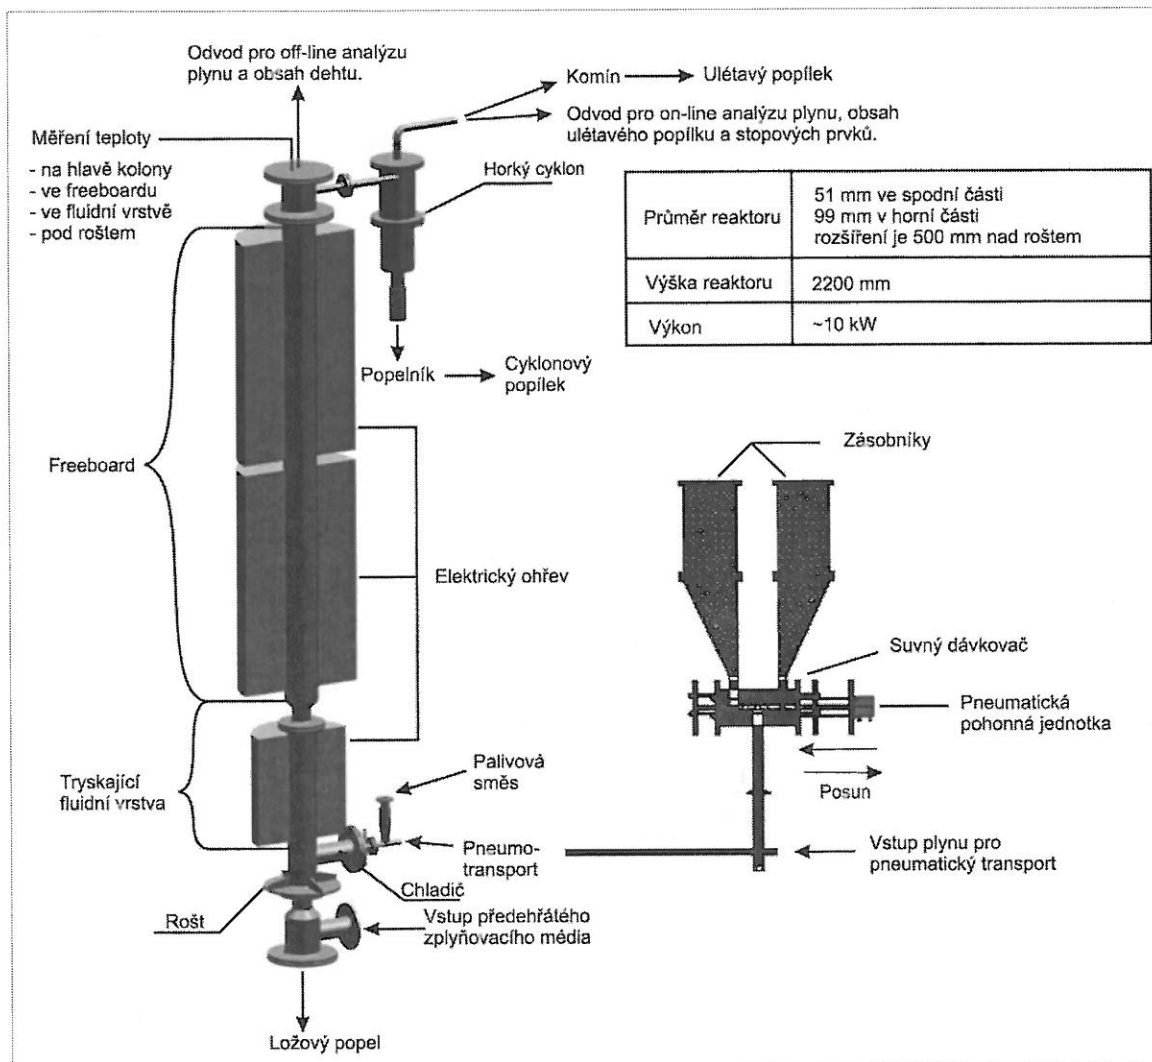 Odvod pro off-line analýzu
plynu a obsah dehtu.
Komín
Ulétavý popílek
Odvod pro on-line analýzu plynu, obsah
ulétavého popílku a stopových prvků.
Měření teploty
- na hlavě kolony
- ve freeboardu
- ve fluidní vrstvě
- pod roštem
Horký cyklon
Průměr reaktoru
51 mm ve spodní části
99 mm v horní části
rozšíření je 500 mm nad roštem
Výška reaktoru
2200 mm
Výkon
~10 kW
Popelník
Cyklonový
popílek
Freeboard
Elektrický ohřev
Zásobníky
Suvný dávkovač
Pneumatická
pohonná jednotka
Posun
Tryskající
fluidní vrstva
Palivová
směs
Pneumo-
transport
Vstup plynu pro
pneumatický transport
Chladič
Rošt
Vstup předehřátého
zplyňovacího média
Ložový popel